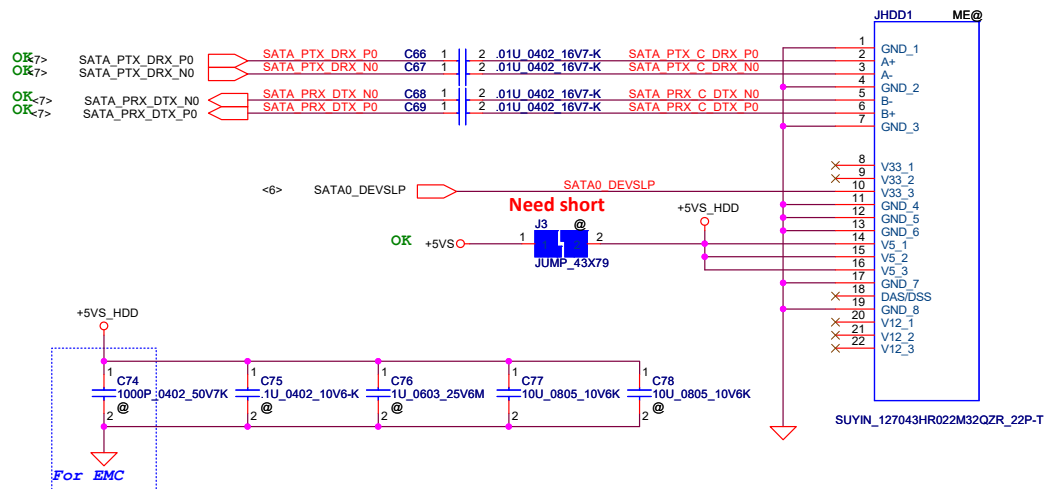 JHDD1 ME@
OK <7> SATA_PTX_DRX_P0 SATA_PTX_DRX_P0 C66 1 2 .01U_0402_16V7-K SATA_PTX_C_DRX_P0 2 A+
OK <7> SATA_PTX_DRX_N0 SATA_PTX_DRX_N0 C67 1 2 .01U_0402_16V7-K SATA_PTX_C_DRX_N0 3 A-
OK <7> SATA_PRX_DTX_N0 SATA_PRX_DTX_N0 C68 1 2 .01U_0402_16V7-K SATA_PRX_C_DTX_N0 5 B-
OK <7> SATA_PRX_DTX_P0 SATA_PRX_DTX_P0 C69 1 2 .01U_0402_16V7-K SATA_PRX_C_DTX_P0 6 B+
1 GND_1
4 GND_2
7 GND_3
8 V33_1
9 V33_2
<6> SATA0_DEVSLP SATA0_DEVSLP 10 V33_3
11 GND_4
12 GND_5
13 GND_6
Need short
+5VS_HDD
J3 @
OK +5VS 1 1 2 2 14 V5_1
JUMP_43X79
15 V5_2
16 V5_3
17 GND_7
18 DAS/DSS
19 GND_8
20 V12_1
21 V12_2
22 V12_3
SUYIN_127043HR022M32QZR_22P-T
+5VS_HDD
1 1 1 1 1
C74 C75 C76 C77 C78
1000P_0402_50V7K .1U_0402_10V6-K 1U_0603_25V6M 10U_0805_10V6K 10U_0805_10V6K
@ @ @
2 2 2 2 2
For EMC